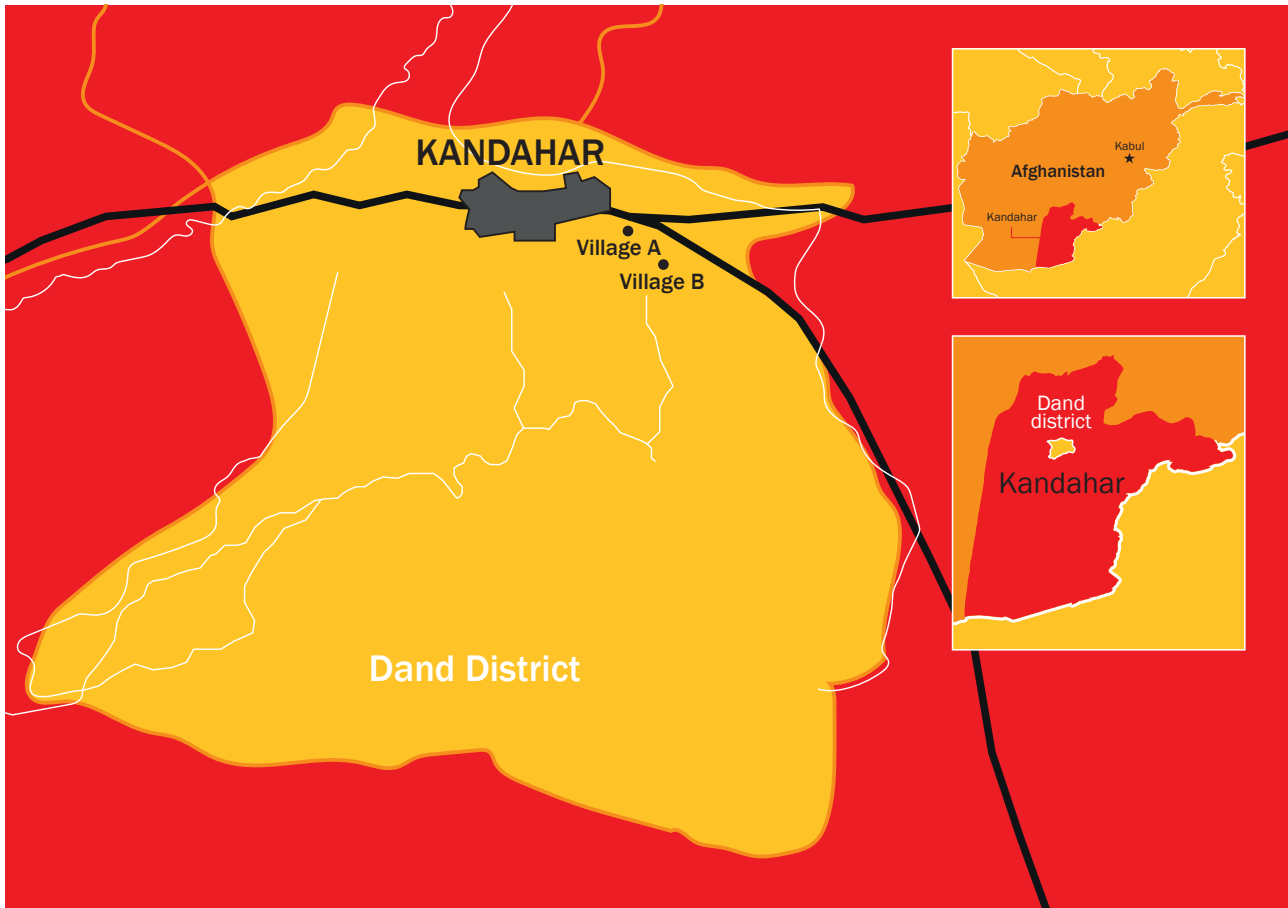 KANDAHAR
Village A
Village B
Dand District
Kabul
Afghanistan
Kandahar
Dand
district
Kandahar